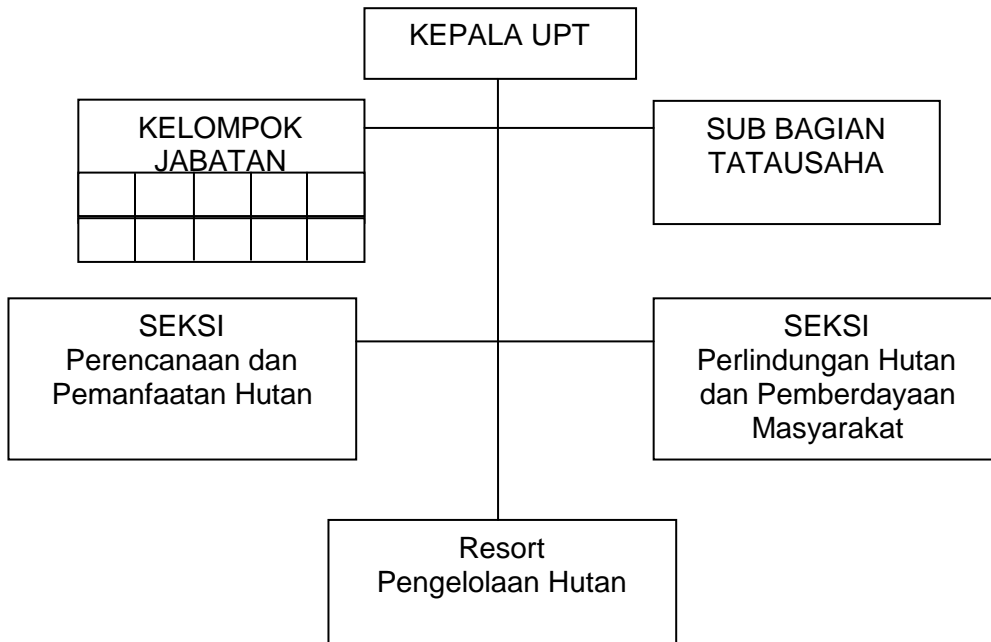 KEPALA UPT
KELOMPOK
JABATAN
SUB BAGIAN
TATAUSAHA
SEKSI
Perencanaan dan
Pemanfaatan Hutan
SEKSI
Perlindungan Hutan
dan Pemberdayaan
Masyarakat
Resort
Pengelolaan Hutan